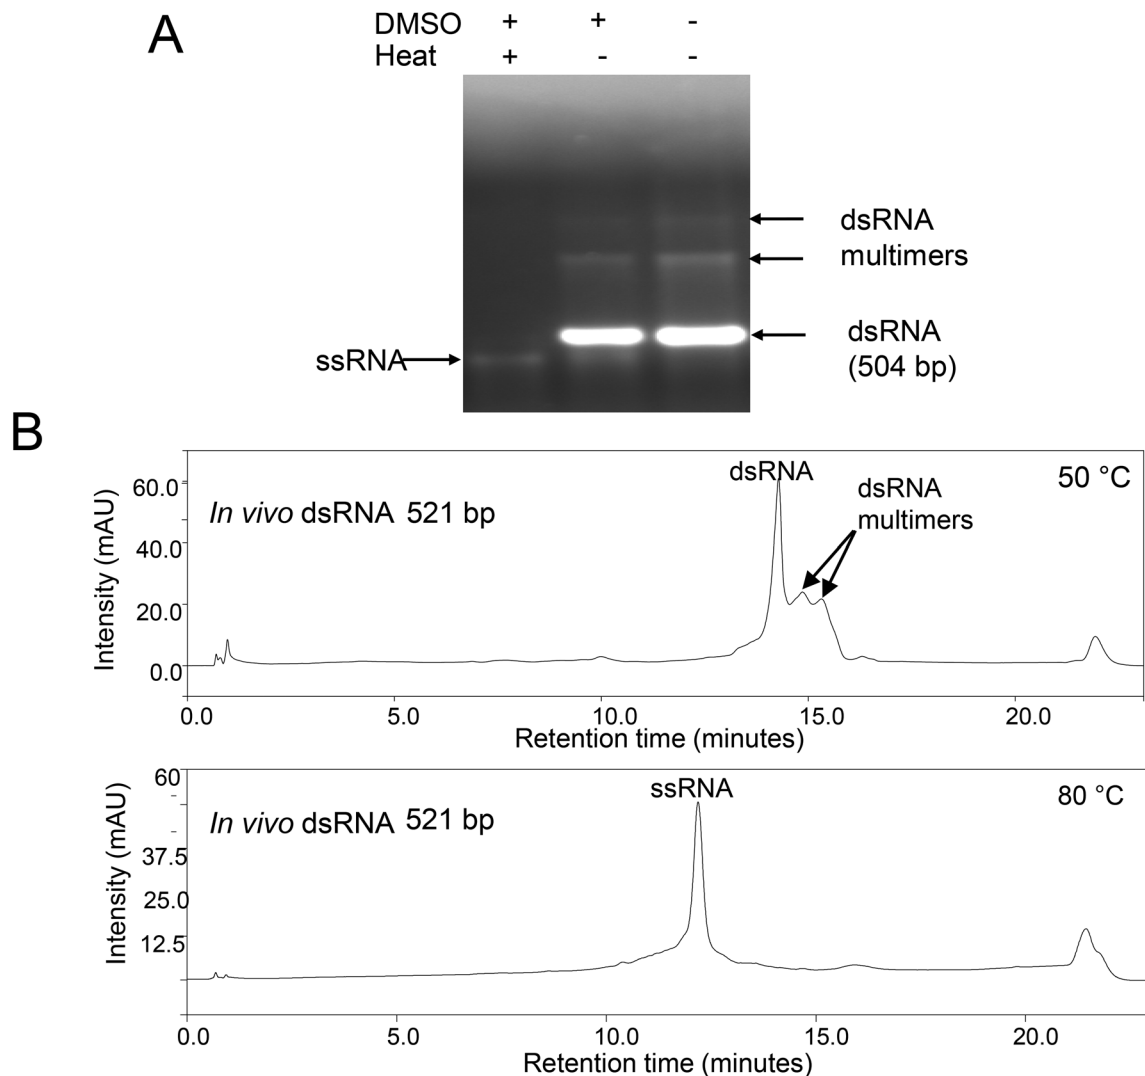 A
DMSO + + -
Heat + - -
dsRNA
multimers
dsRNA
(504 bp)
ssRNA
B
Intensity (mAU)
60.0
40.0
20.0
0.0
In vivo dsRNA 521 bp
dsRNA
dsRNA
multimers
50 °C
0.0 5.0 10.0 15.0 20.0
Retention time (minutes)
Intensity (mAU)
60
37.5
25.0
12.5
In vivo dsRNA 521 bp
ssRNA
80 °C
0.0 5.0 10.0 15.0 20.0
Retention time (minutes)